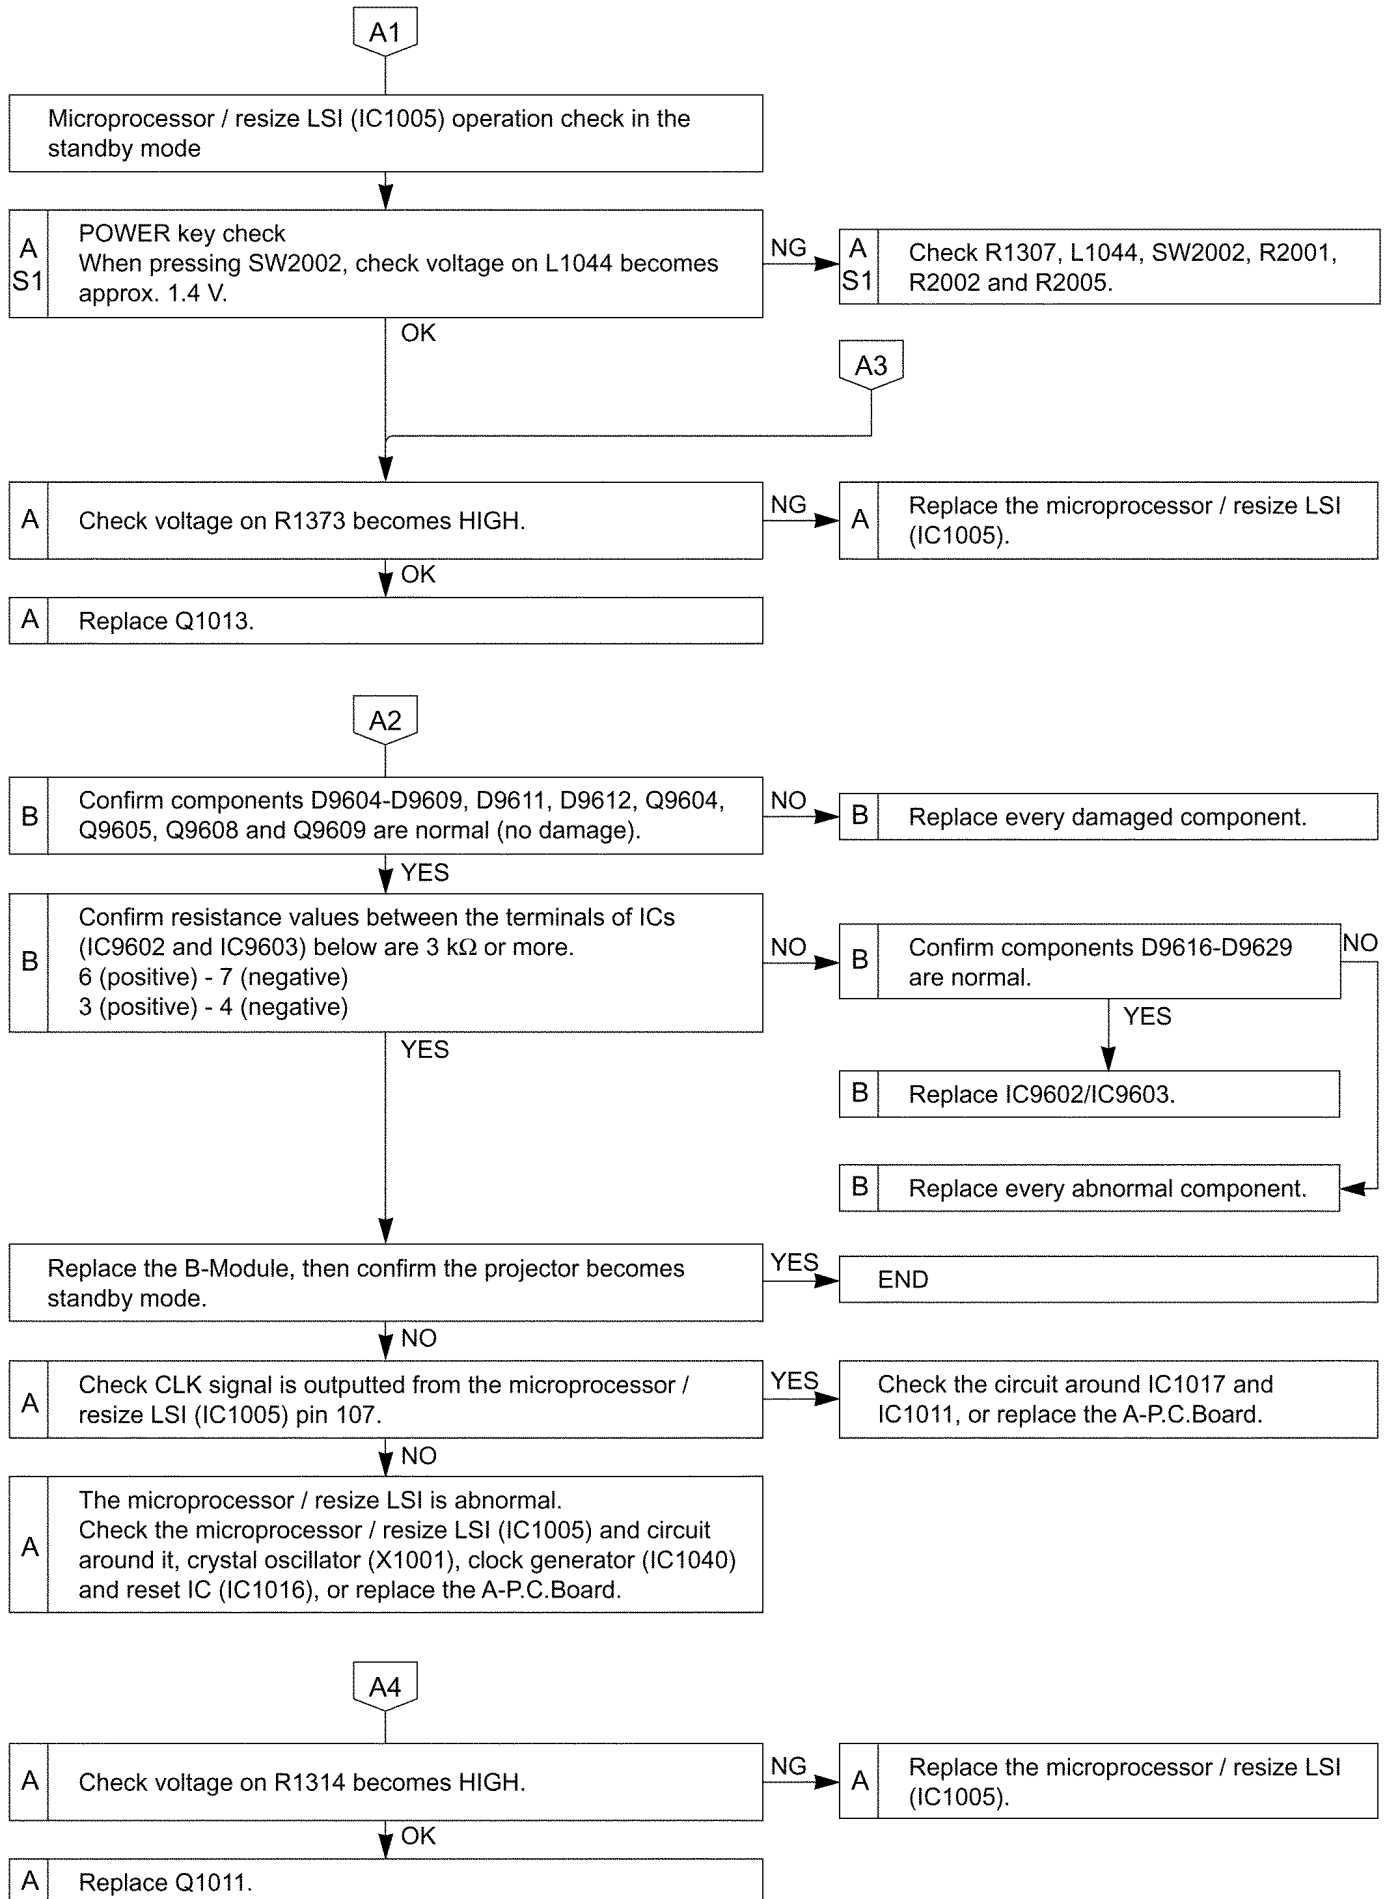 A1
Microprocessor / resize LSI (IC1005) operation check in the
standby mode
A
S1
POWER key check
When pressing SW2002, check voltage on L1044 becomes
approx. 1.4 V.
NG
A
S1
Check R1307, L1044, SW2002, R2001,
R2002 and R2005.
OK
A3
A
Check voltage on R1373 becomes HIGH.
NG
A
Replace the microprocessor / resize LSI
(IC1005).
OK
A
Replace Q1013.
A2
B
Confirm components D9604-D9609, D9611, D9612, Q9604,
Q9605, Q9608 and Q9609 are normal (no damage).
NO
B
Replace every damaged component.
YES
B
Confirm resistance values between the terminals of ICs
(IC9602 and IC9603) below are 3 kΩ or more.
6 (positive) - 7 (negative)
3 (positive) - 4 (negative)
NO
B
Confirm components D9616-D9629
are normal.
NO
YES
YES
B
Replace IC9602/IC9603.
B
Replace every abnormal component.
Replace the B-Module, then confirm the projector becomes
standby mode.
YES
END
NO
A
Check CLK signal is outputted from the microprocessor /
resize LSI (IC1005) pin 107.
YES
Check the circuit around IC1017 and
IC1011, or replace the A-P.C.Board.
NO
A
The microprocessor / resize LSI is abnormal.
Check the microprocessor / resize LSI (IC1005) and circuit
around it, crystal oscillator (X1001), clock generator (IC1040)
and reset IC (IC1016), or replace the A-P.C.Board.
A4
A
Check voltage on R1314 becomes HIGH.
NG
A
Replace the microprocessor / resize LSI
(IC1005).
OK
A
Replace Q1011.